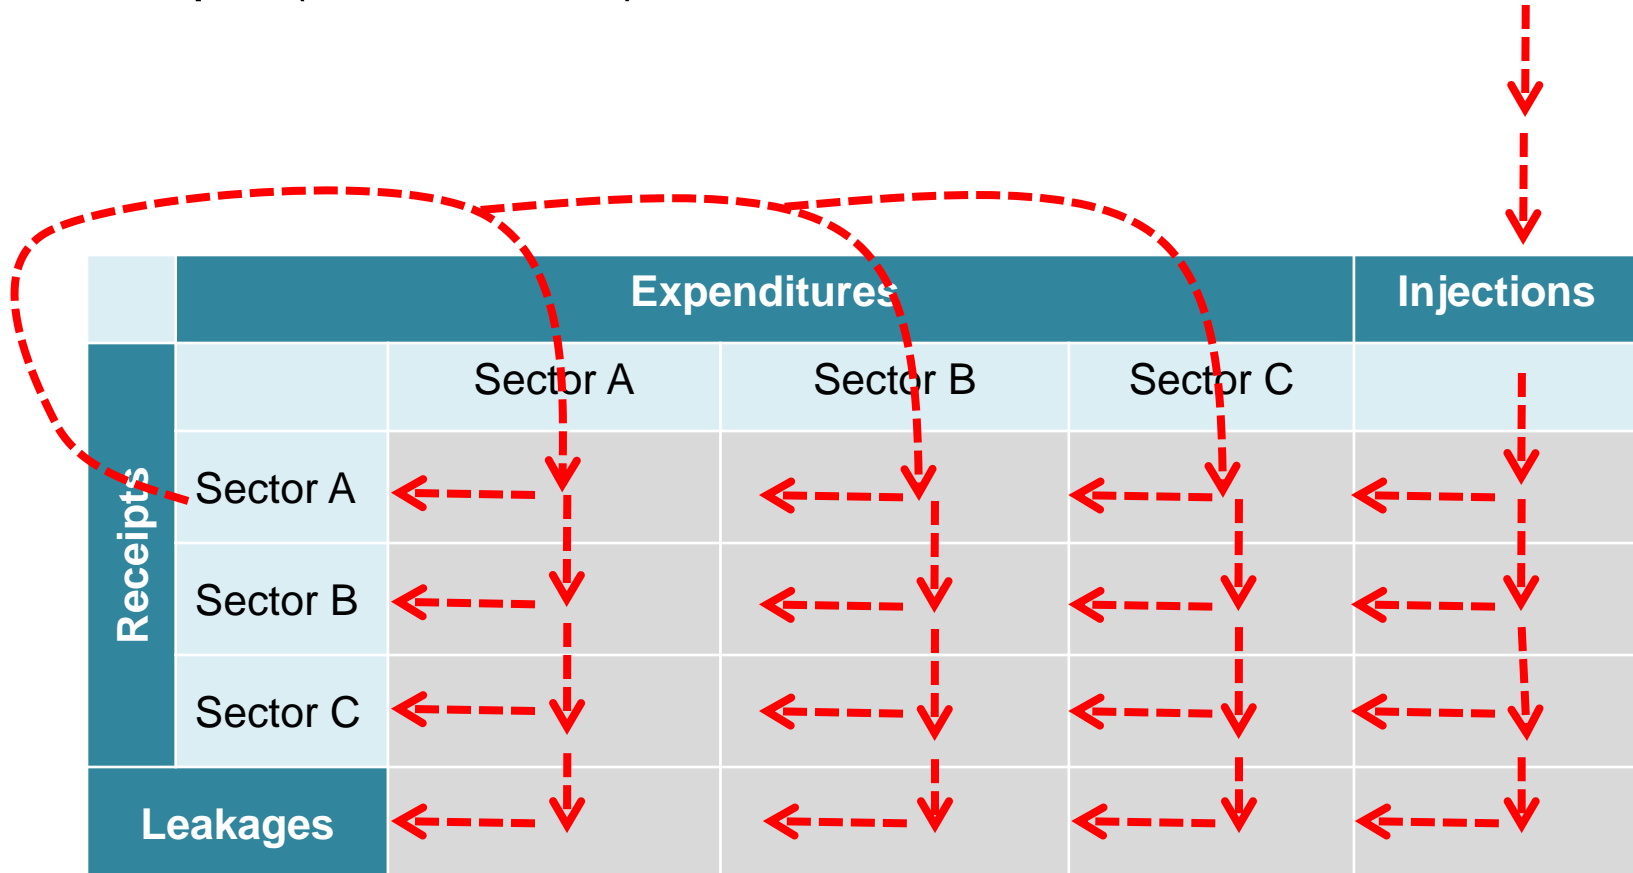 Expenditures Injections
Sector A Sector B Sector C
Receipts
Sector A
Sector B
Sector C
Leakages